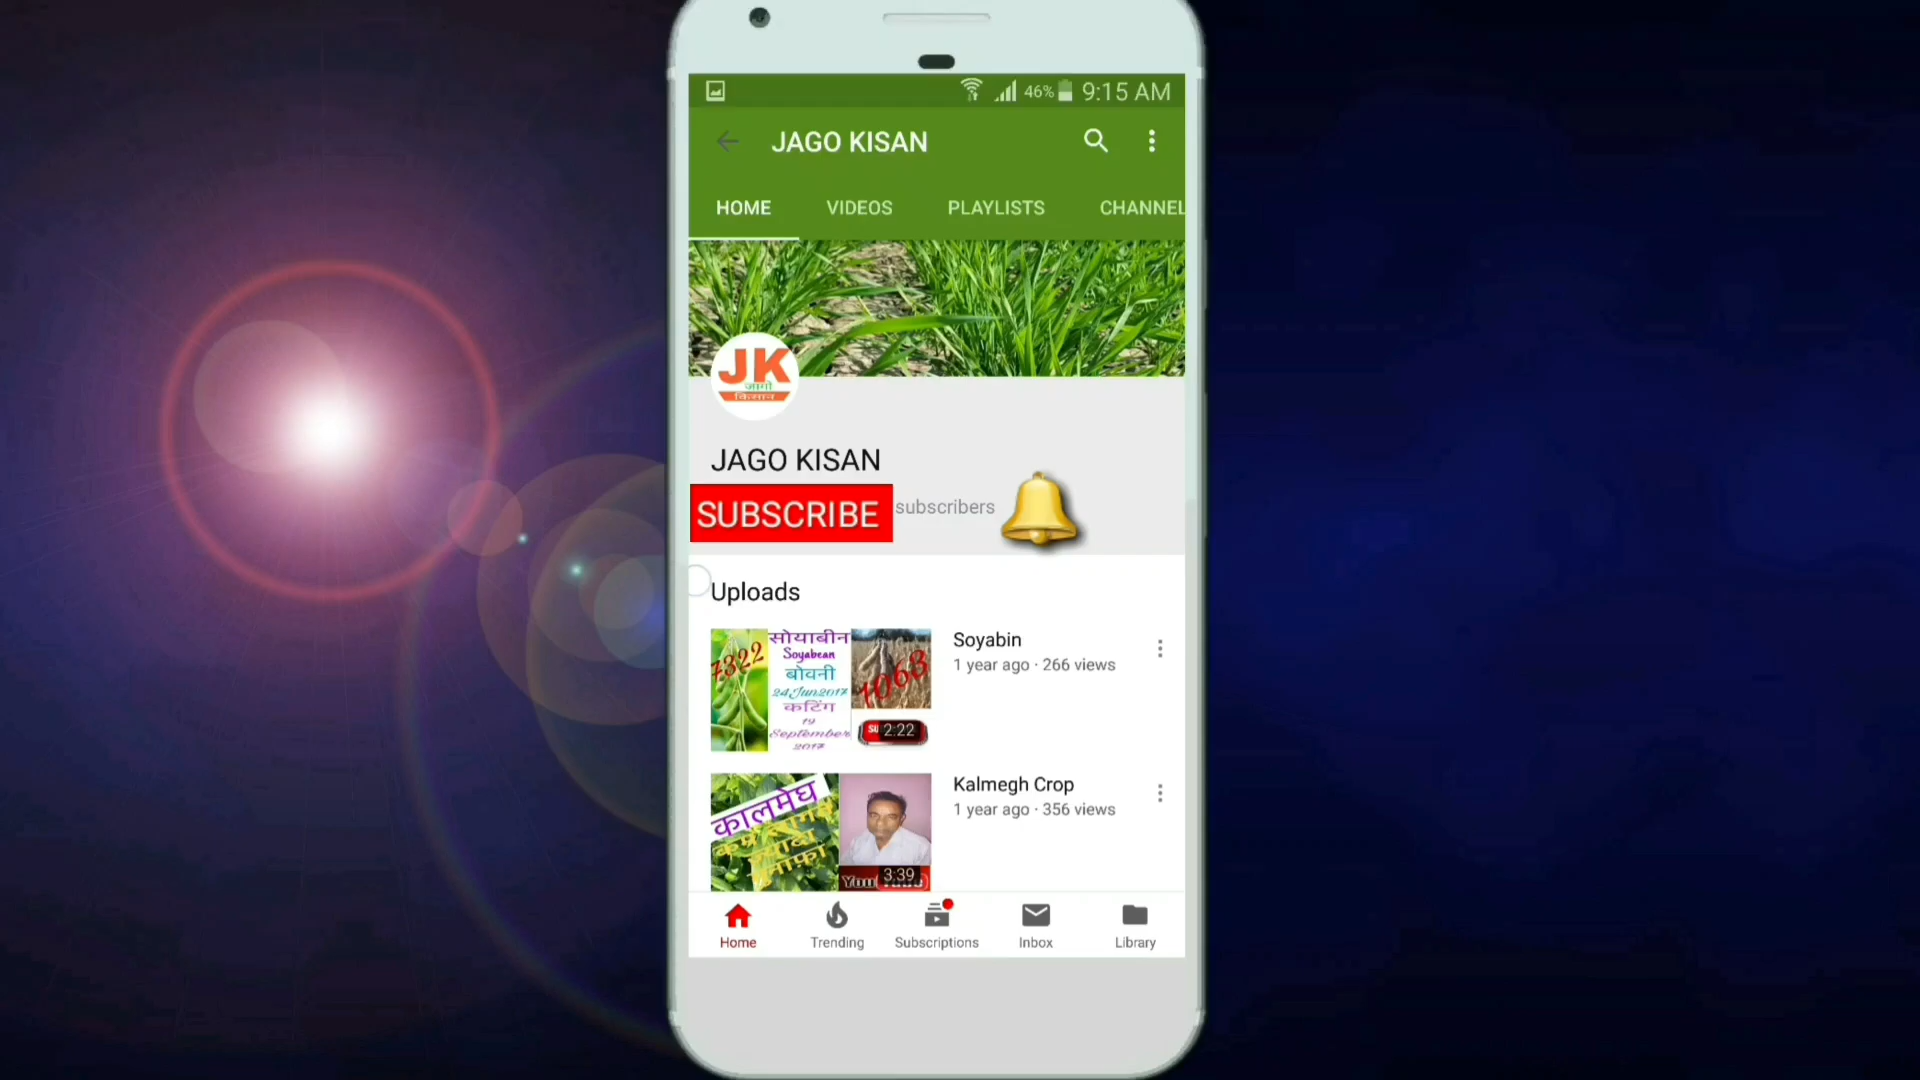 46% 9:15 AM
JAGO KISAN
HOME VIDEOS PLAYLISTS CHANNEL
JK
जागो
किसान
JAGO KISAN
SUBSCRIBE subscribers
Uploads
7322
सोयाबीन
Soyabean
बोवनी
24 Jun 2017
कटिंग
19
September
2017
1063
2:22
Soyabin
1 year ago · 266 views
कालमेघ
3:39
Kalmegh Crop
1 year ago · 356 views
Home Trending Subscriptions Inbox Library